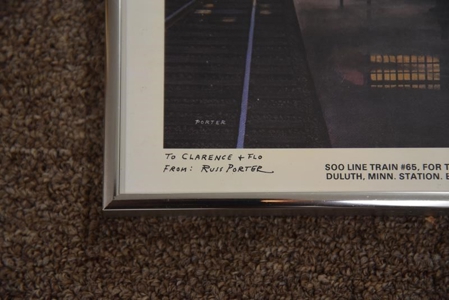 PORTER
To CLARENCE + FLO
FROM: RUSS PORTER
SOO LINE TRAIN #65, FOR T
DULUTH, MINN. STATION.